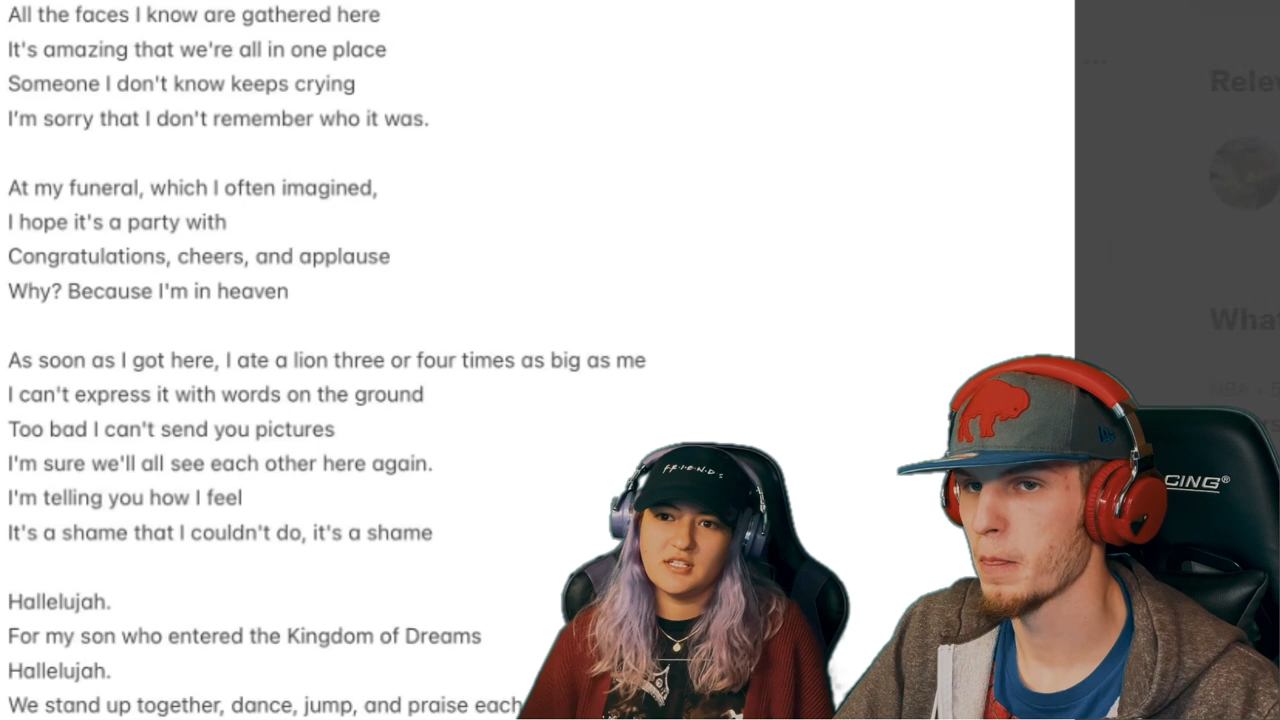 All the faces I know are gathered here
It's amazing that we're all in one place
Someone I don't know keeps crying
I'm sorry that I don't remember who it was.
At my funeral, which I often imagined,
I hope it's a party with
Congratulations, cheers, and applause
Why? Because I'm in heaven
As soon as I got here, I ate a lion three or four times as big as me
I can't express it with words on the ground
Too bad I can't send you pictures
I'm sure we'll all see each other here again.
I'm telling you how I feel
It's a shame that I couldn't do, it's a shame
Hallelujah.
For my son who entered the Kingdom of Dreams
Hallelujah.
We stand up together, dance, jump, and praise each
Rele
What
F·R·I·E·N·D·S
CING®